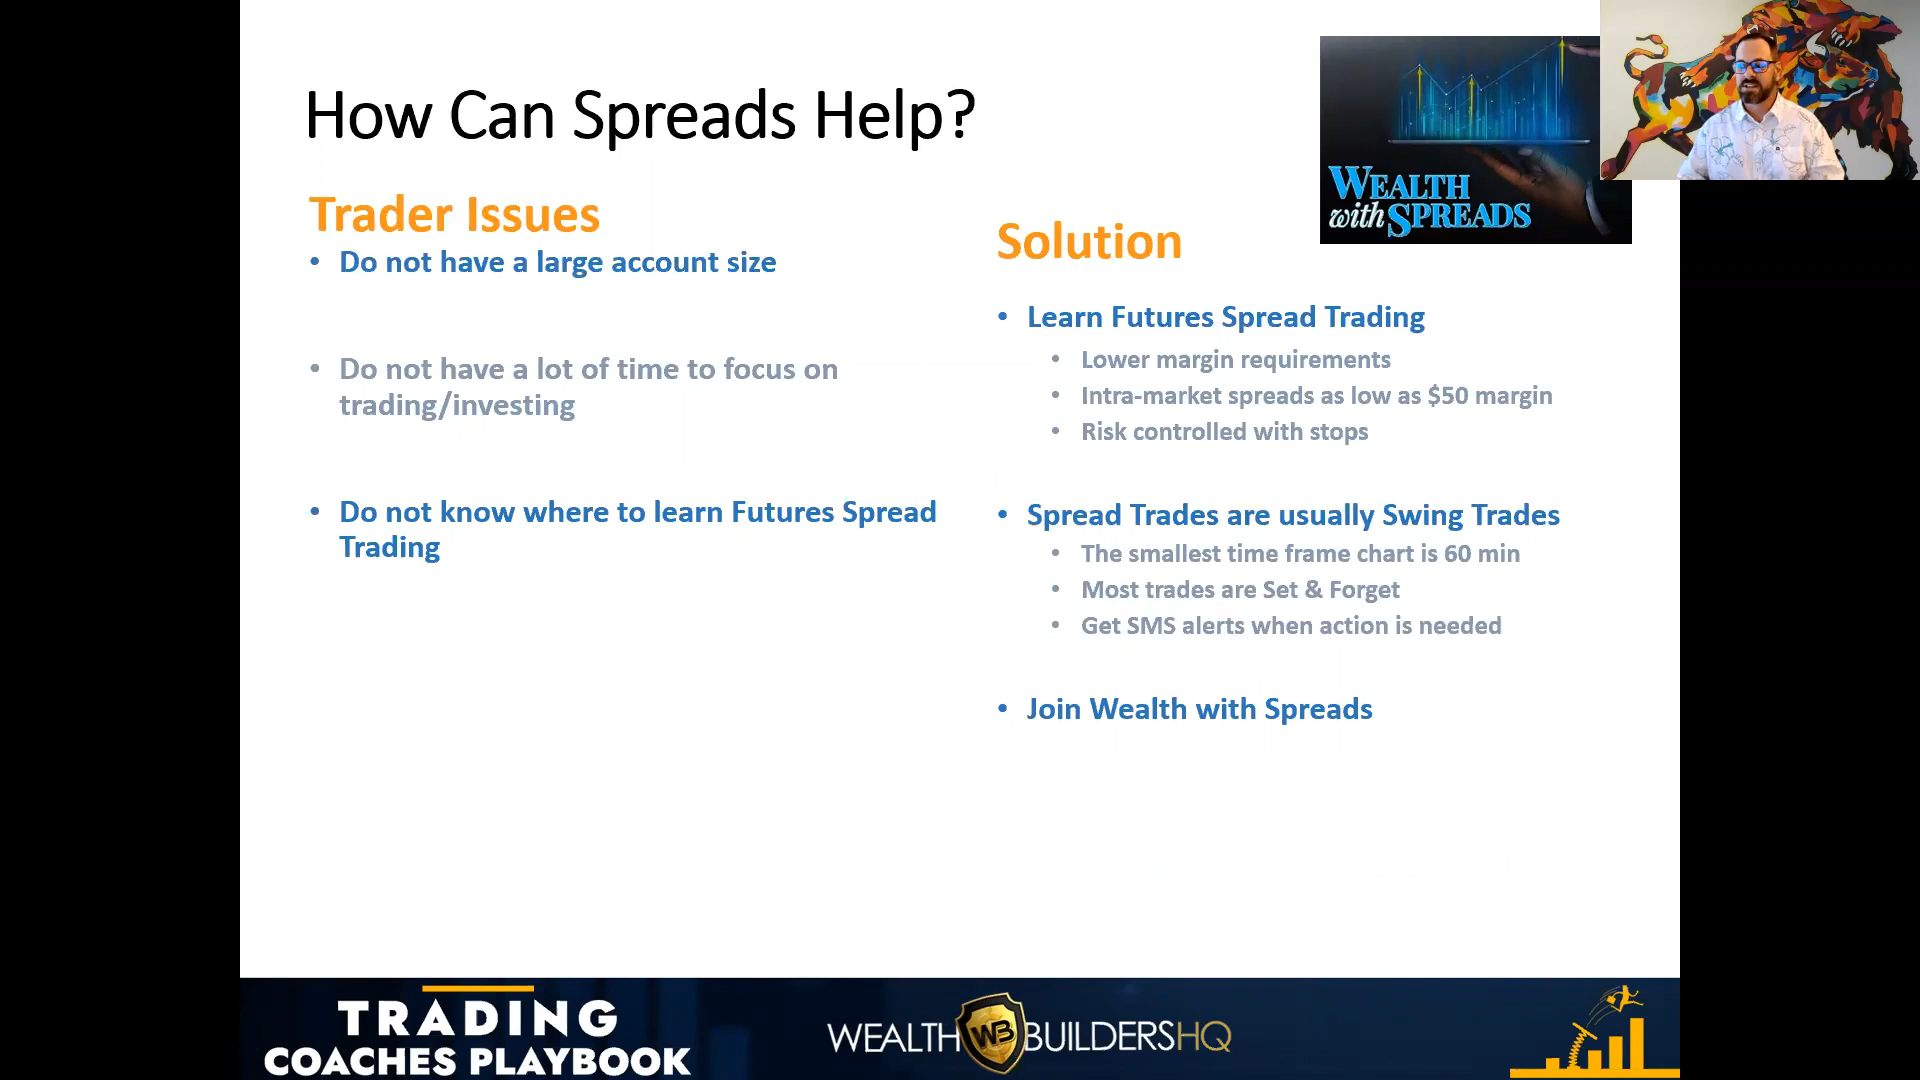 How Can Spreads Help?
WEALTH
with SPREADS
Trader Issues
• Do not have a large account size
• Do not have a lot of time to focus on
trading/investing
• Do not know where to learn Futures Spread
Trading
Solution
• Learn Futures Spread Trading
• Lower margin requirements
• Intra-market spreads as low as $50 margin
• Risk controlled with stops
• Spread Trades are usually Swing Trades
• The smallest time frame chart is 60 min
• Most trades are Set & Forget
• Get SMS alerts when action is needed
• Join Wealth with Spreads
TRADING
COACHES PLAYBOOK
WEALTH WB BUILDERSHQ